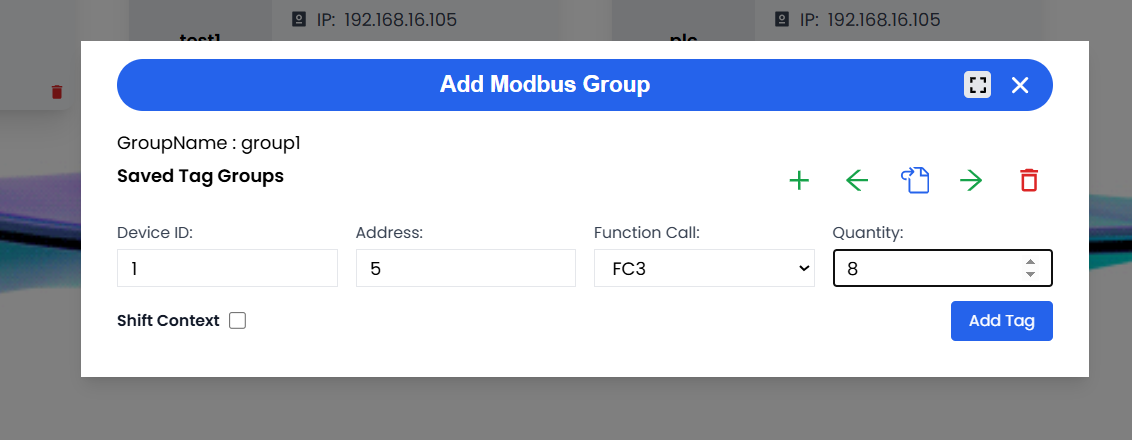 IP: 192.168.16.105
IP: 192.168.16.105
test1
plc
Add Modbus Group
GroupName : group1
Saved Tag Groups
Device ID:
Address:
Function Call:
Quantity:
1
5
FC3
8
Shift Context
Add Tag